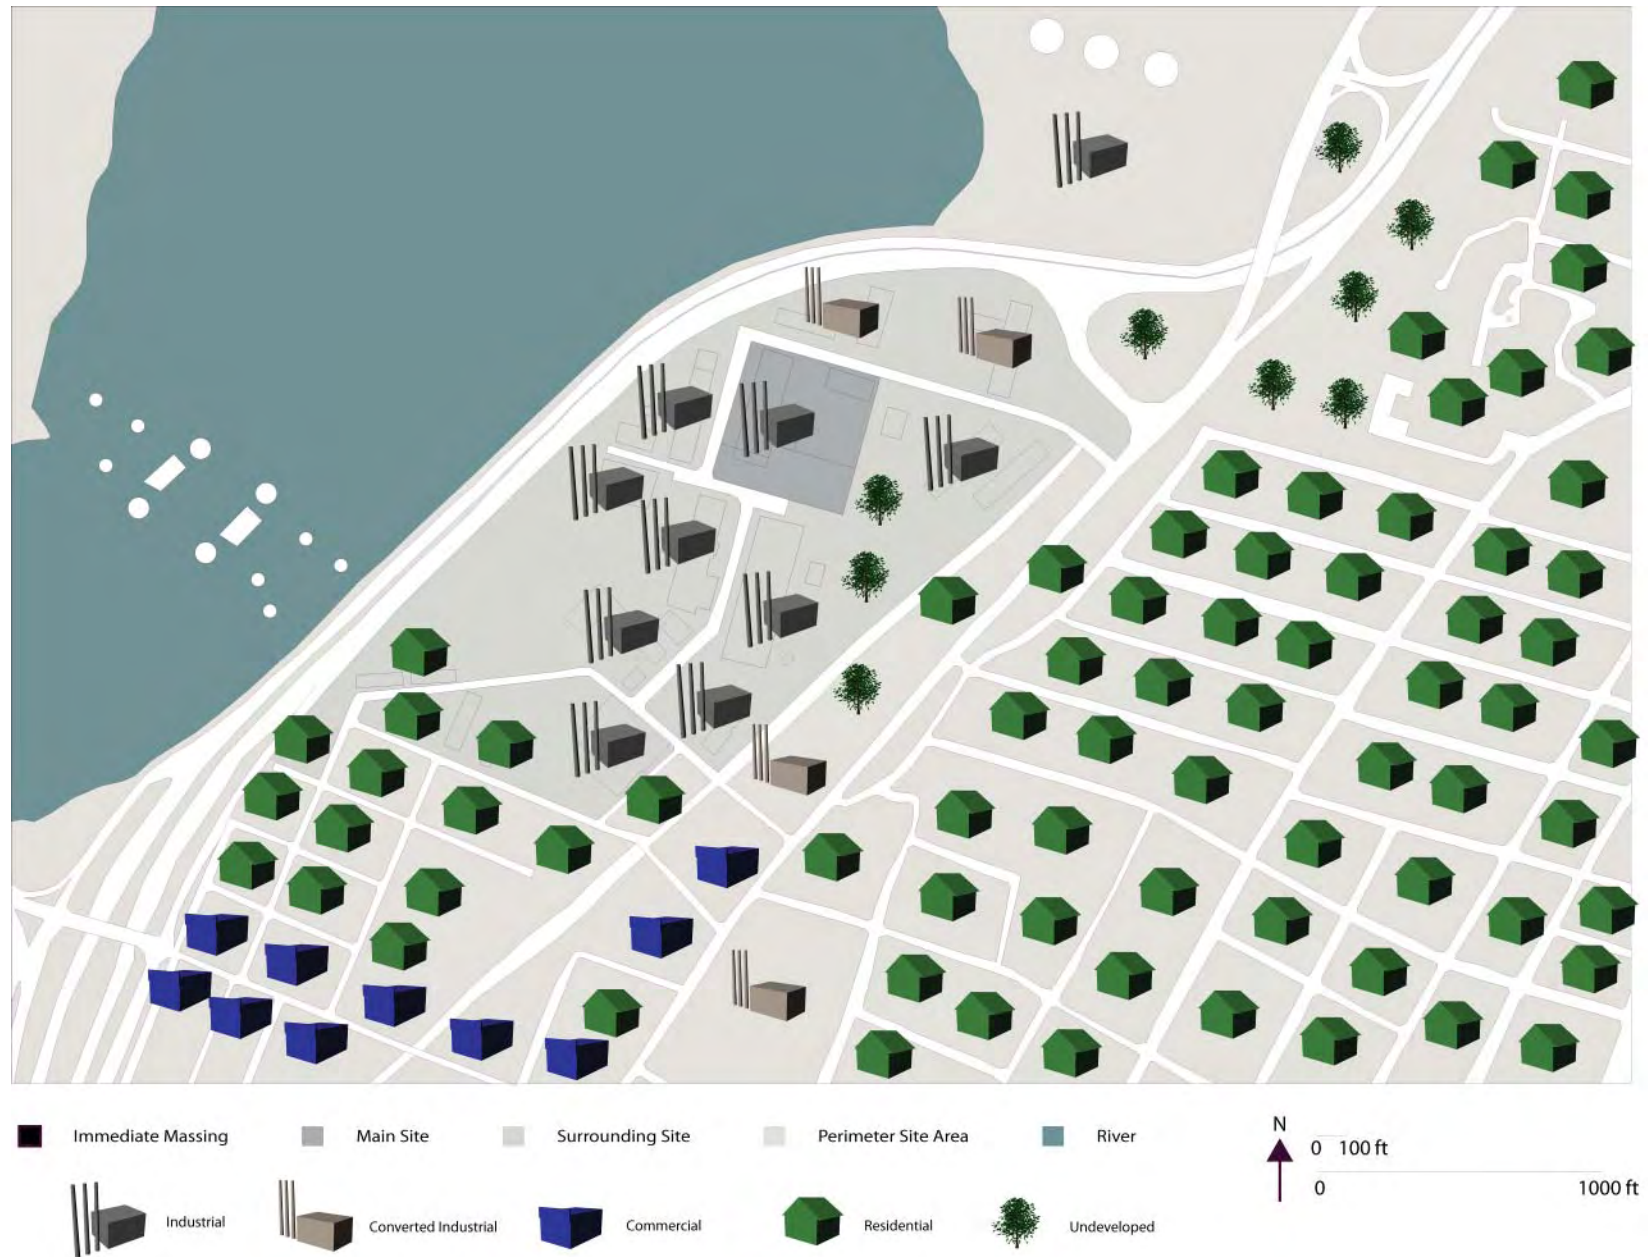 Immediate Massing
Main Site
Surrounding Site
Perimeter Site Area
River
N
0 100 ft
0 1000 ft
Industrial
Converted Industrial
Commercial
Residential
Undeveloped